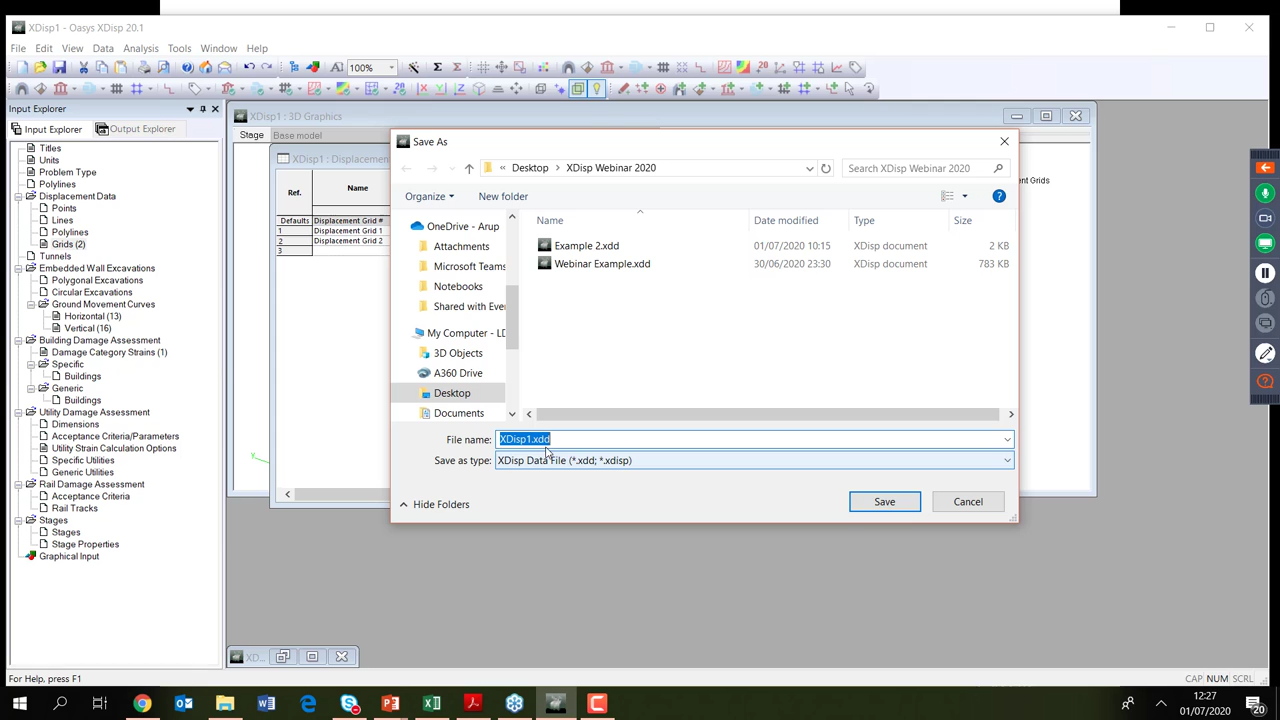 XDisp1 - Oasys XDisp 20.1
File Edit View Data Analysis Tools Window Help
100%
Input Explorer
Input Explorer
Output Explorer
Titles
Units
Problem Type
Polylines
Displacement Data
Points
Lines
Polylines
Grids (2)
Tunnels
Embedded Wall Excavations
Polygonal Excavations
Circular Excavations
Ground Movement Curves
Horizontal (13)
Vertical (16)
Building Damage Assessment
Damage Category Strains (1)
Specific
Buildings
Generic
Buildings
Utility Damage Assessment
Dimensions
Acceptance Criteria/Parameters
Utility Strain Calculation Options
Specific Utilities
Generic Utilities
Rail Damage Assessment
Acceptance Criteria
Rail Tracks
Stages
Stages
Stage Properties
Graphical Input
XDisp1 : 3D Graphics
Stage Base model
XDisp1 : Displacement
Ref. Name
Defaults Displacement Grid #
1 Displacement Grid 1
2 Displacement Grid 2
3
y
ent Grids
XD...
Save As
« Desktop > XDisp Webinar 2020
Search XDisp Webinar 2020
Organize
New folder
OneDrive - Arup
Attachments
Microsoft Teams
Notebooks
Shared with Ever
My Computer - LD
3D Objects
A360 Drive
Desktop
Documents
Name Date modified Type Size
Example 2.xdd 01/07/2020 10:15 XDisp document 2 KB
Webinar Example.xdd 30/06/2020 23:30 XDisp document 783 KB
File name: XDisp1.xdd
Save as type: XDisp Data File (*.xdd; *.xdisp)
Hide Folders
Save
Cancel
For Help, press F1
CAP NUM SCRL
12:27
01/07/2020
20